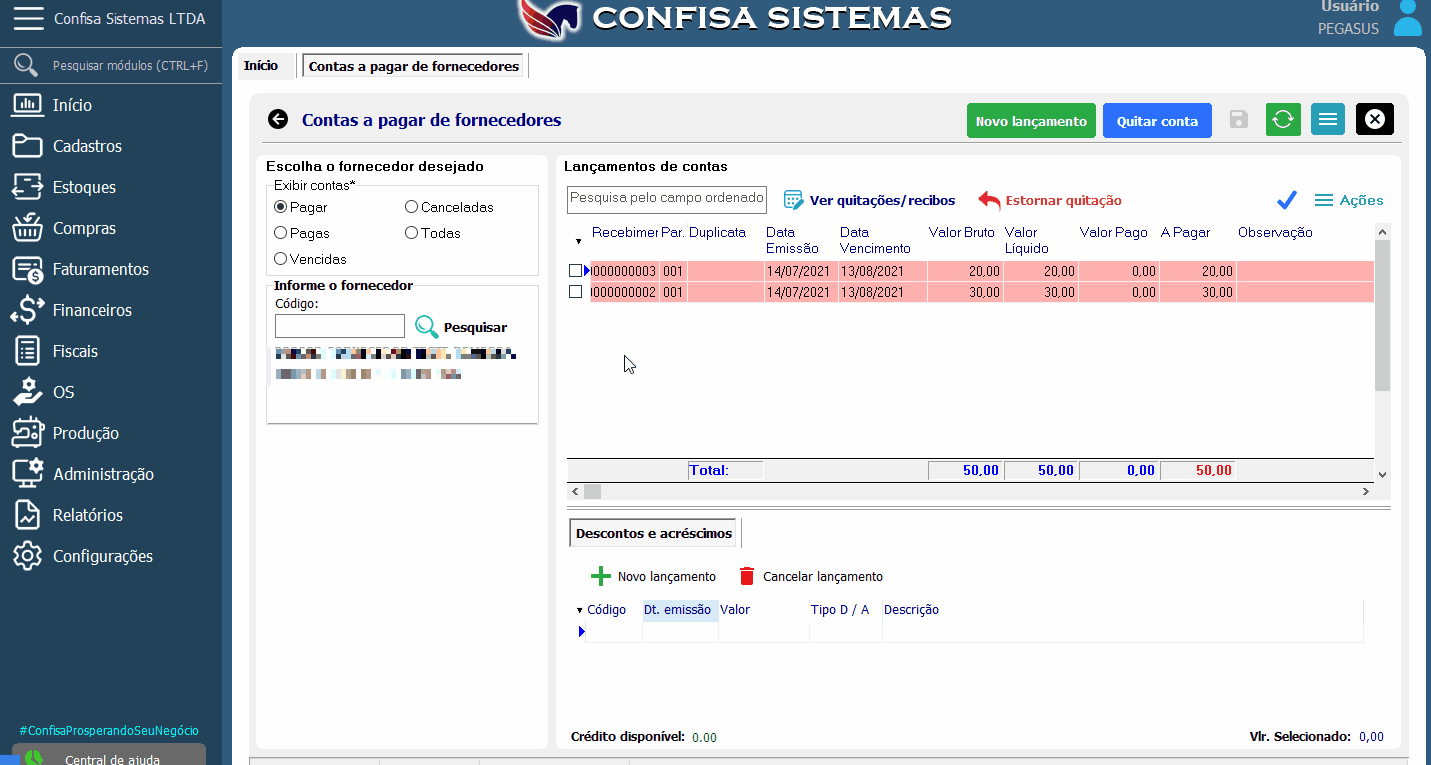 Confisa Sistemas LTDA
CONFISA SISTEMAS
Usuário
PEGASUS
Pesquisar módulos (CTRL+F)
Início
Cadastros
Estoques
Compras
Faturamentos
Financeiros
Fiscais
OS
Produção
Administração
Relatórios
Configurações
#ConfisaProsperandoSeuNegócio
Central de ajuda
Início
Contas a pagar de fornecedores
Contas a pagar de fornecedores
Novo lançamento
Quitar conta
Escolha o fornecedor desejado
Exibir contas*
Pagar
Canceladas
Pagas
Todas
Vencidas
Informe o fornecedor
Código:
Pesquisar
Lançamentos de contas
Pesquisa pelo campo ordenado
Ver quitações/recibos
Estornar quitação
Ações
Recebimer Par. Duplicata Data Emissão Data Vencimento Valor Bruto Valor Líquido Valor Pago A Pagar Observação
000000003 001 14/07/2021 13/08/2021 20,00 20,00 0,00 20,00
000000002 001 14/07/2021 13/08/2021 30,00 30,00 0,00 30,00
Total: 50,00 50,00 0,00 50,00
Descontos e acréscimos
Novo lançamento
Cancelar lançamento
Código Dt. emissão Valor Tipo D / A Descrição
Crédito disponível: 0.00
Vlr. Selecionado: 0,00